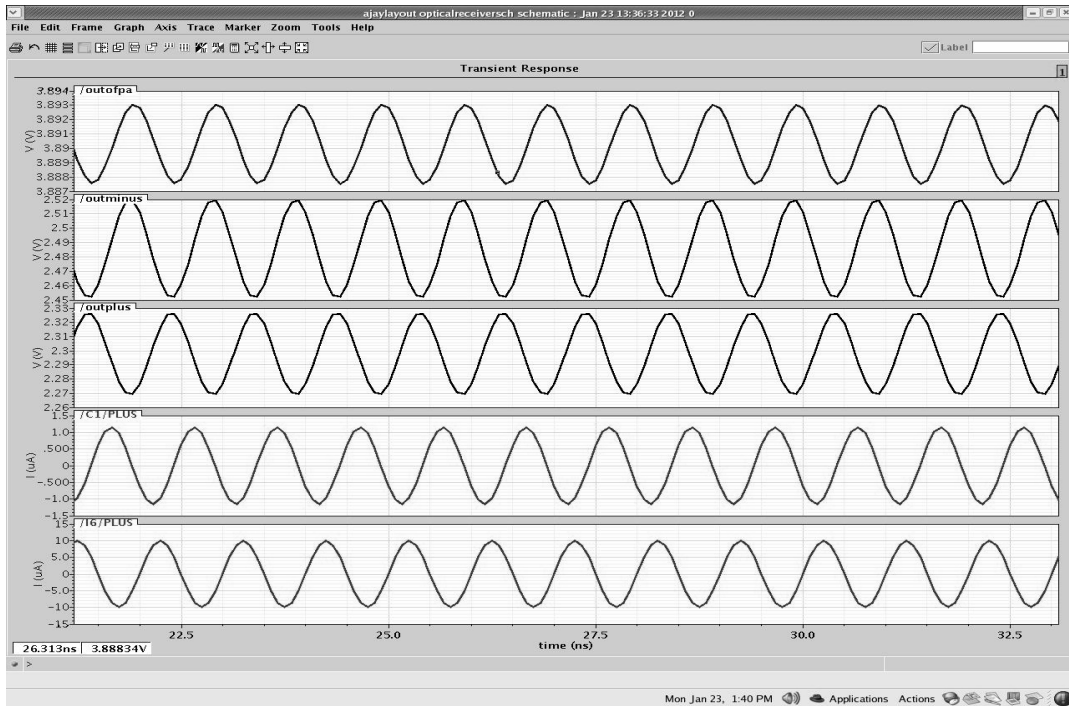 ajaylayout opticalreceiversch schematic : Jan 23 13:36:33 2012 0
File Edit Frame Graph Axis Trace Marker Zoom Tools Help
Label
Transient Response
1
/outofpa
3.894
3.893
3.892
3.891
3.89
3.889
3.888
3.887
V (V)
/outminus
2.52
2.51
2.5
2.49
2.48
2.47
2.46
2.45
V (V)
/outplus
2.33
2.32
2.31
2.3
2.29
2.28
2.27
2.26
V (V)
/C1/PLUS
1.5
1.0
.500
0
-.500
-1.0
-1.5
I (uA)
/I6/PLUS
15
10
5.0
0
-5.0
-10
-15
I (uA)
22.5 25.0 27.5 30.0 32.5
time (ns)
26.313ns 3.88834V
>
Mon Jan 23, 1:40 PM Applications Actions